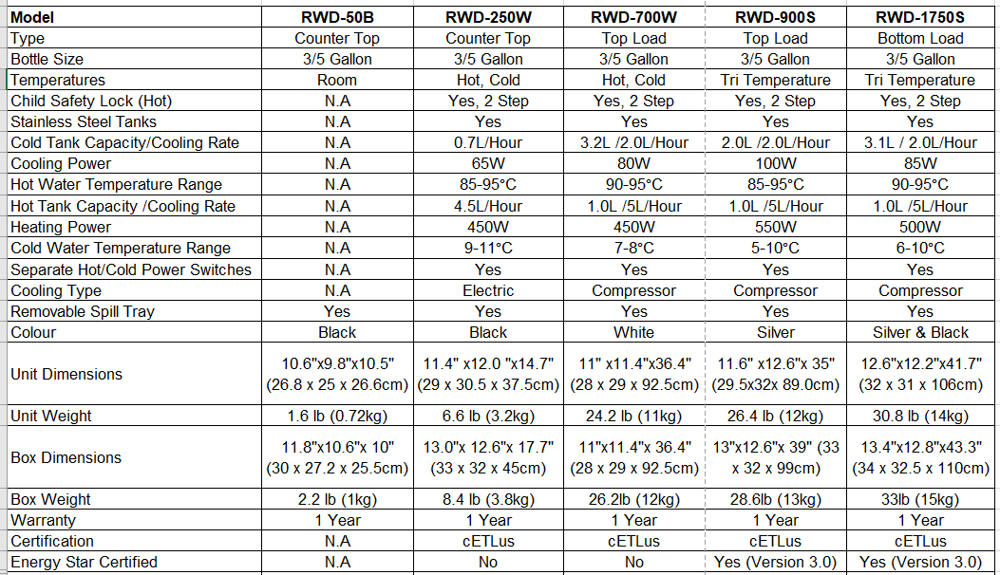 Model RWD-50B RWD-250W RWD-700W RWD-900S RWD-1750S
Type Counter Top Counter Top Top Load Top Load Bottom Load
Bottle Size 3/5 Gallon 3/5 Gallon 3/5 Gallon 3/5 Gallon 3/5 Gallon
Temperatures Room Hot, Cold Hot, Cold Tri Temperature Tri Temperature
Child Safety Lock (Hot) N.A Yes, 2 Step Yes, 2 Step Yes, 2 Step Yes, 2 Step
Stainless Steel Tanks N.A Yes Yes Yes Yes
Cold Tank Capacity/Cooling Rate N.A 0.7L/Hour 3.2L /2.0L/Hour 2.0L /2.0L/Hour 3.1L / 2.0L/Hour
Cooling Power N.A 65W 80W 100W 85W
Hot Water Temperature Range N.A 85-95°C 90-95°C 85-95°C 90-95°C
Hot Tank Capacity /Cooling Rate N.A 4.5L/Hour 1.0L /5L/Hour 1.0L /5L/Hour 1.0L /5L/Hour
Heating Power N.A 450W 450W 550W 500W
Cold Water Temperature Range N.A 9-11°C 7-8°C 5-10°C 6-10°C
Separate Hot/Cold Power Switches N.A Yes Yes Yes Yes
Cooling Type N.A Electric Compressor Compressor Compressor
Removable Spill Tray Yes Yes Yes Yes Yes
Colour Black Black White Silver Silver & Black
Unit Dimensions 10.6"x9.8"x10.5" 11.4" x12.0 "x14.7" 11" x11.4"x36.4" 11.6" x12.6"x 35" 12.6"x12.2"x41.7"
(26.8 x 25 x 26.6cm) (29 x 30.5 x 37.5cm) (28 x 29 x 92.5cm) (29.5x32x 89.0cm) (32 x 31 x 106cm)
Unit Weight 1.6 lb (0.72kg) 6.6 lb (3.2kg) 24.2 lb (11kg) 26.4 lb (12kg) 30.8 lb (14kg)
Box Dimensions 11.8"x10.6"x 10" 13.0"x 12.6"x 17.7" 11"x11.4"x 36.4" 13"x12.6"x 39" (33 13.4"x12.8"x43.3"
(30 x 27.2 x 25.5cm) (33 x 32 x 45cm) (28 x 29 x 92.5cm) x 32 x 99cm) (34 x 32.5 x 110cm)
Box Weight 2.2 lb (1kg) 8.4 lb (3.8kg) 26.2lb (12kg) 28.6lb (13kg) 33lb (15kg)
Warranty 1 Year 1 Year 1 Year 1 Year 1 Year
Certification N.A cETLus cETLus cETLus cETLus
Energy Star Certified N.A No No Yes (Version 3.0) Yes (Version 3.0)